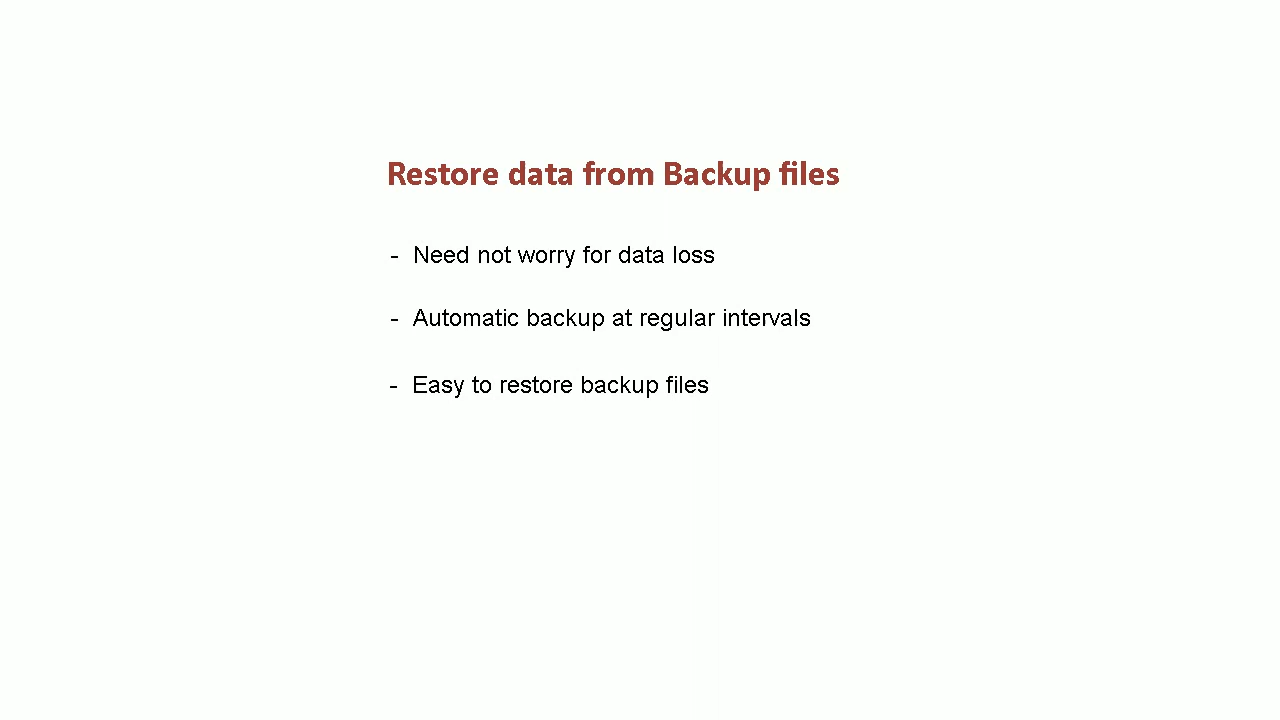 Restore data from Backup files
- Need not worry for data loss
- Automatic backup at regular intervals
- Easy to restore backup files